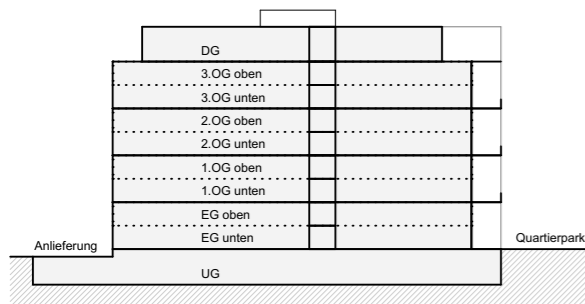 DG
3.OG oben
3.OG unten
2.OG oben
2.OG unten
1.OG oben
1.OG unten
EG oben
Anlieferung
EG unten
Quartierpark
UG